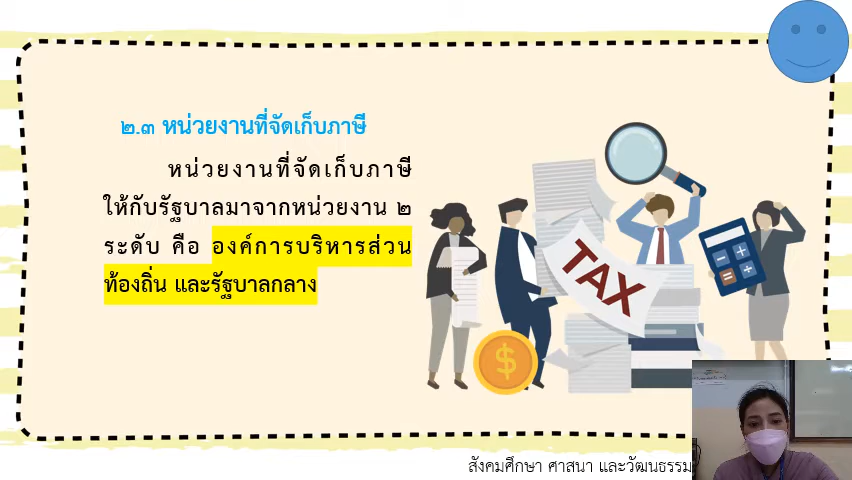 ๒.๓ หน่วยงานที่จัดเก็บภาษี
หน่วยงานที่จัดเก็บภาษี
ให้กับรัฐบาลมาจากหน่วยงาน ๒
ระดับ คือ องค์การบริหารส่วน
ท้องถิ่น และรัฐบาลกลาง
TAX
$
สังคมศึกษา ศาสนา และวัฒนธรรม